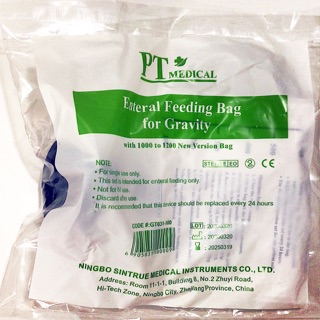 PT MEDICAL
Enteral Feeding Bag
for Gravity
with 1000 to 1200 New Version Bag
NOTE:
• For single use only.
• This set is intended for enteral feeding only.
• Not for IV use.
• Discard after use.
It is recommended that this device should be replaced every 24 hours
STERILE EO
CODE #:
LOT: 20200320
20200320
20250319
NINGBO SINTRUE MEDICAL INSTRUMENTS CO., LTD.
Address: Room 11-1-1, Building 8, No.2 Zhuyi Road,
Hi-Tech Zone, Ningbo City, Zhejiang Province, China